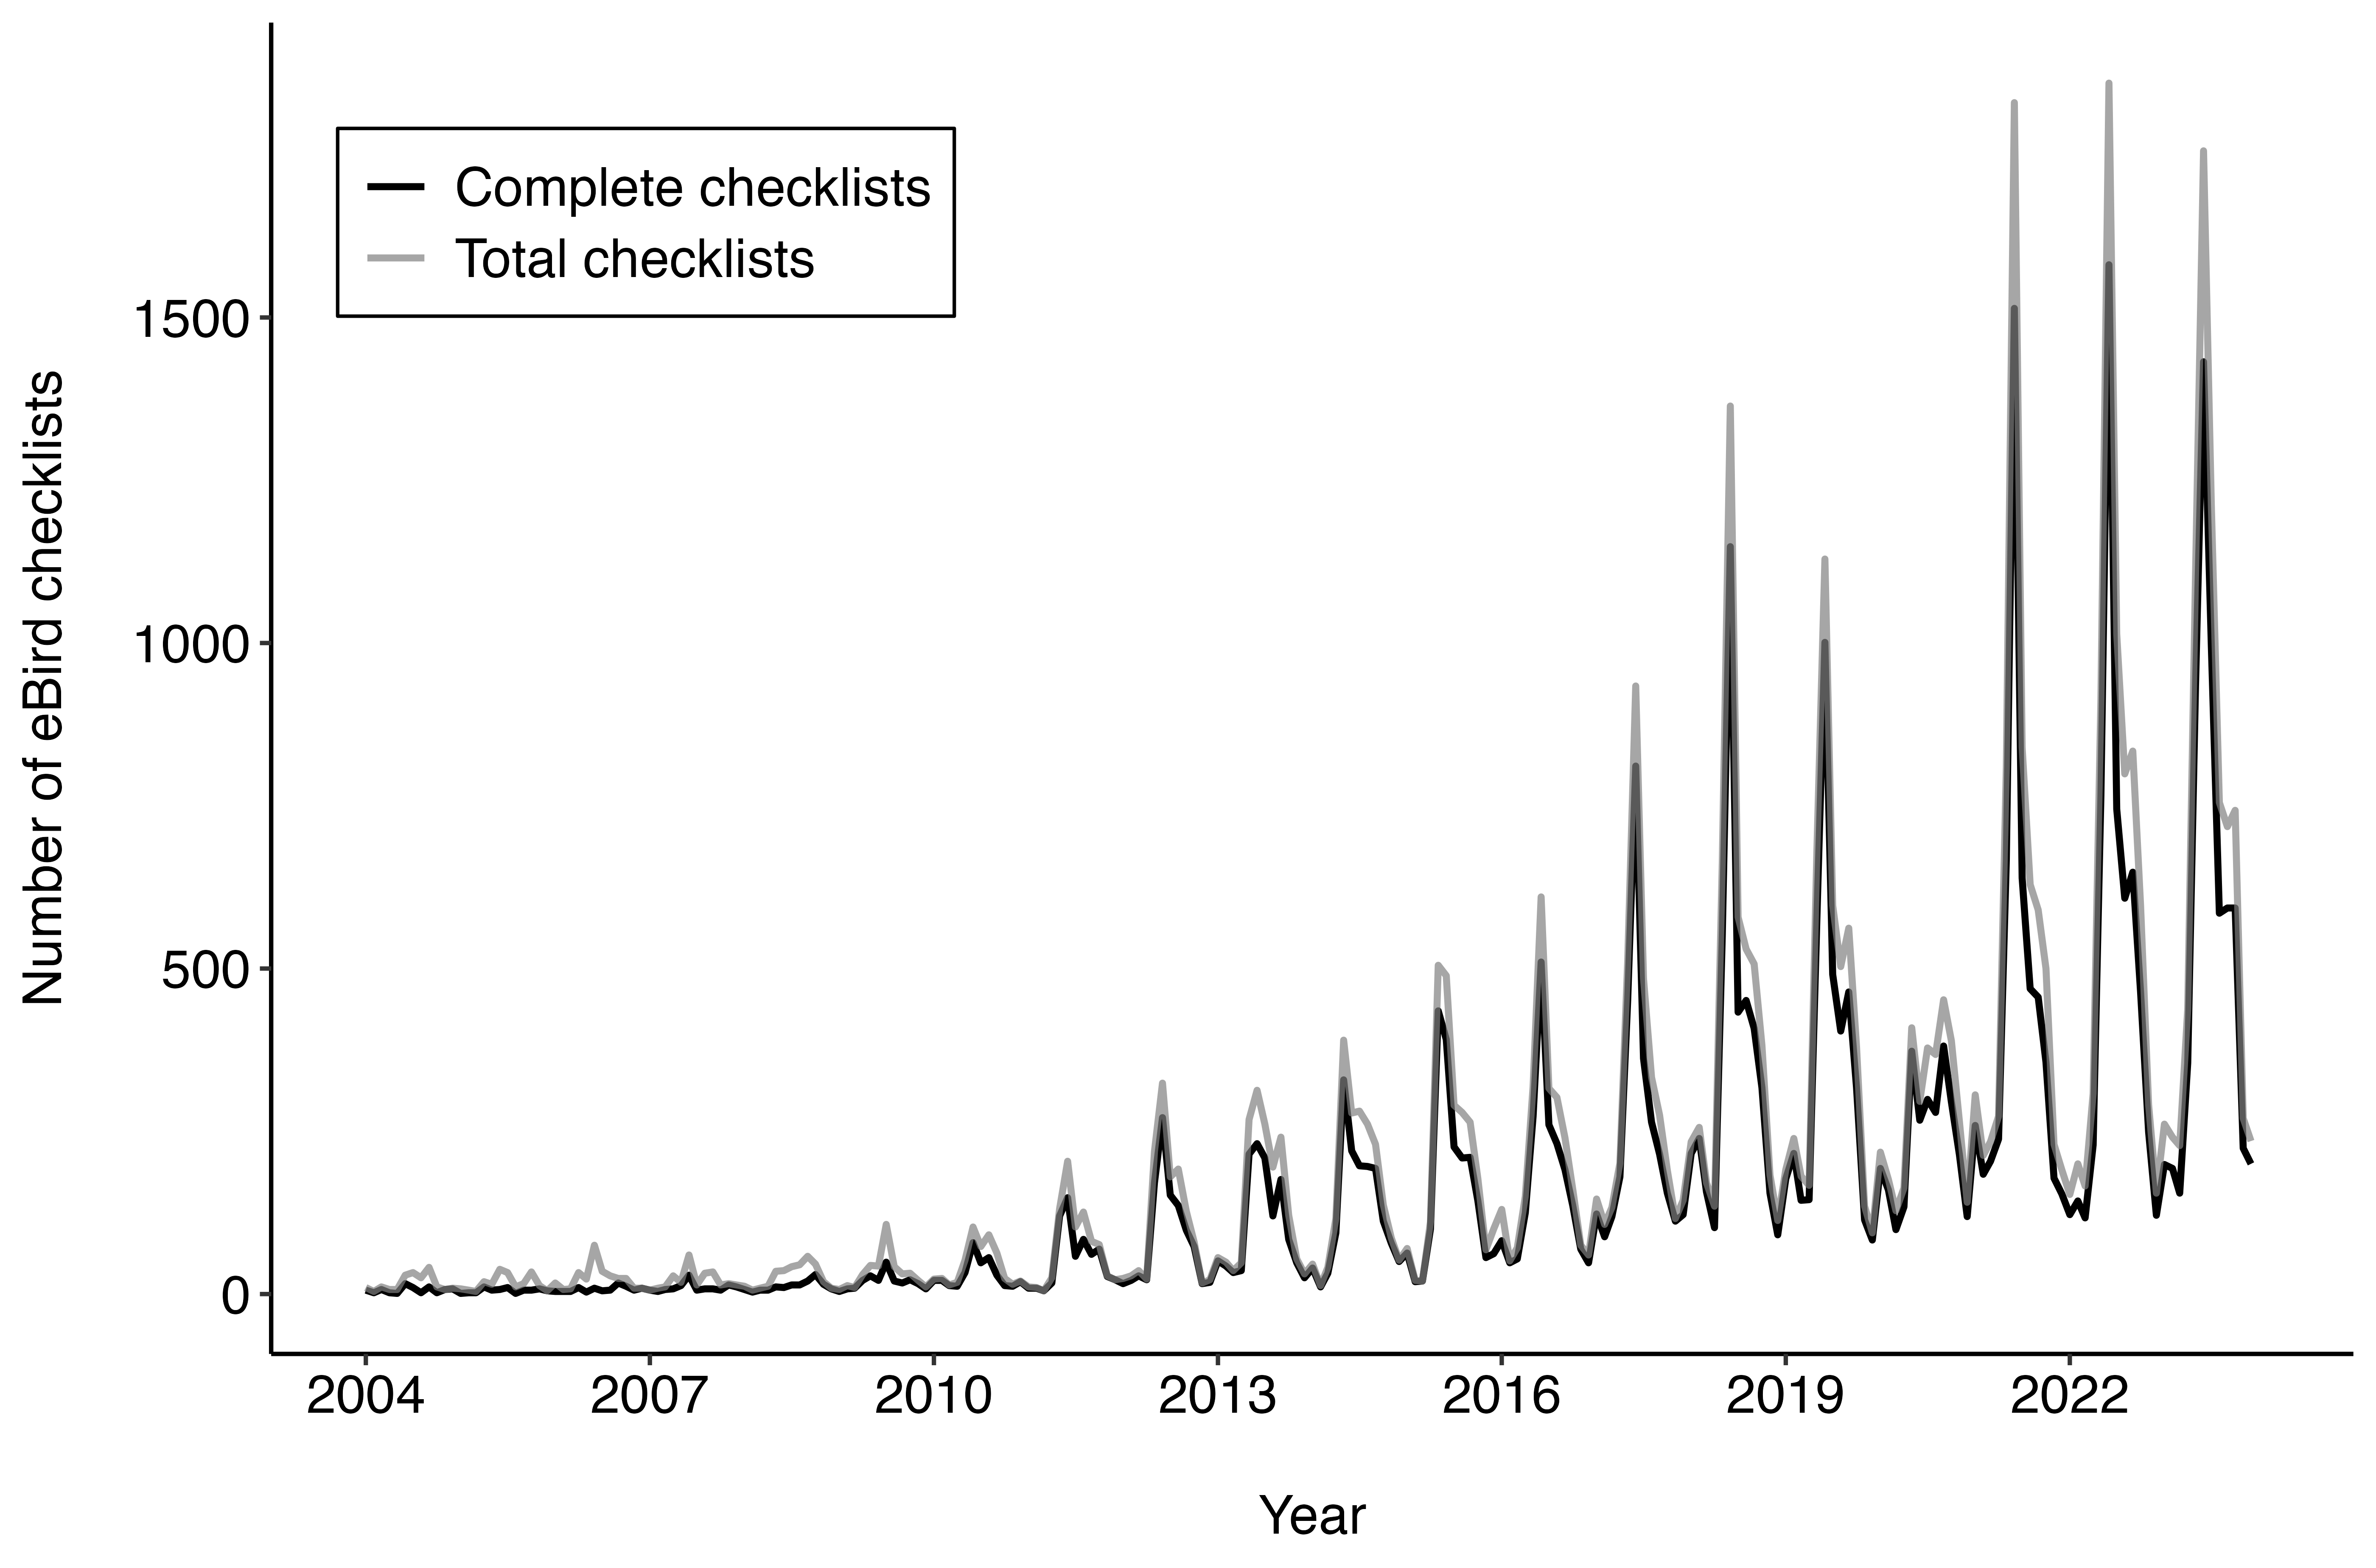 Complete checklists
Total checklists
Number of eBird checklists
1500
1000
500
0
2004
2007
2010
2013
2016
2019
2022
Year